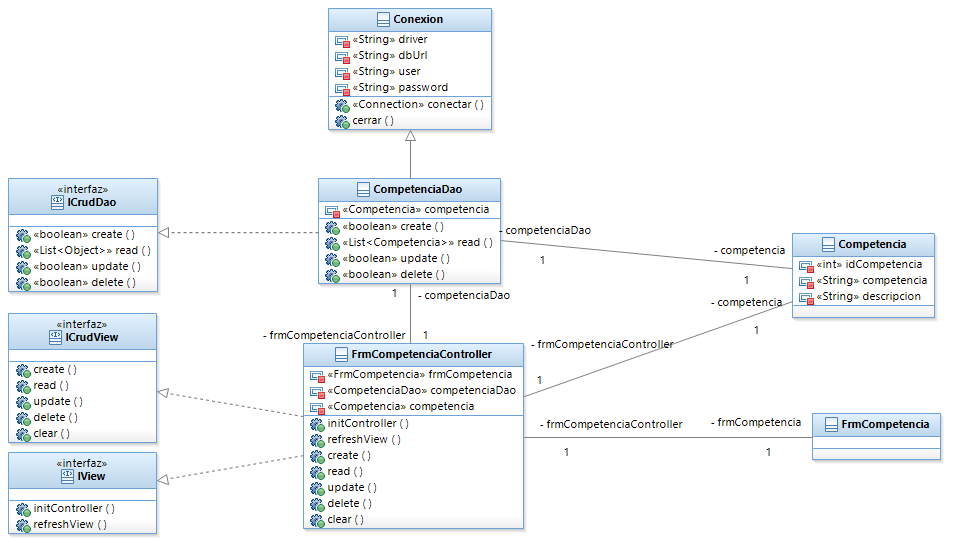 Conexion
«String» driver
«String» dbUrl
«String» user
«String» password
«Connection» conectar ( )
cerrar ( )
«interfaz»
ICrudDao
«boolean» create ( )
«List<Object>» read ( )
«boolean» update ( )
«boolean» delete ( )
CompetenciaDao
«Competencia» competencia
«boolean» create ( )
«List<Competencia>» read ( )
«boolean» update ( )
«boolean» delete ( )
- competenciaDao
1
- competencia
1
Competencia
«int» idCompetencia
«String» competencia
«String» descripcion
1
- competenciaDao
- frmCompetenciaController
1
- competencia
1
- frmCompetenciaController
1
«interfaz»
ICrudView
create ( )
read ( )
update ( )
delete ( )
clear ( )
FrmCompetenciaController
«FrmCompetencia» frmCompetencia
«CompetenciaDao» competenciaDao
«Competencia» competencia
initController ( )
refreshView ( )
create ( )
read ( )
update ( )
delete ( )
clear ( )
- frmCompetenciaController
1
- frmCompetencia
1
FrmCompetencia
«interfaz»
IView
initController ( )
refreshView ( )